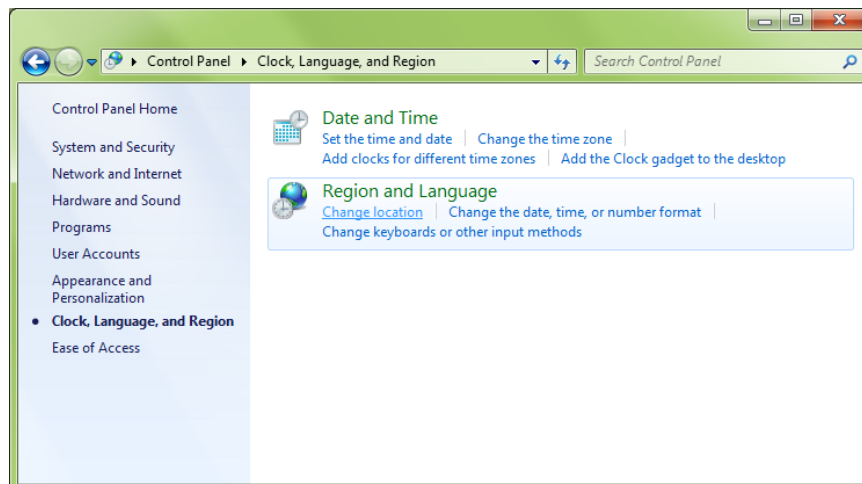 Control Panel Clock, Language, and Region Search Control Panel
Control Panel Home
System and Security
Network and Internet
Hardware and Sound
Programs
User Accounts
Appearance and
Personalization
Clock, Language, and Region
Ease of Access
Date and Time
Set the time and date Change the time zone
Add clocks for different time zones Add the Clock gadget to the desktop
Region and Language
Change location Change the date, time, or number format
Change keyboards or other input methods